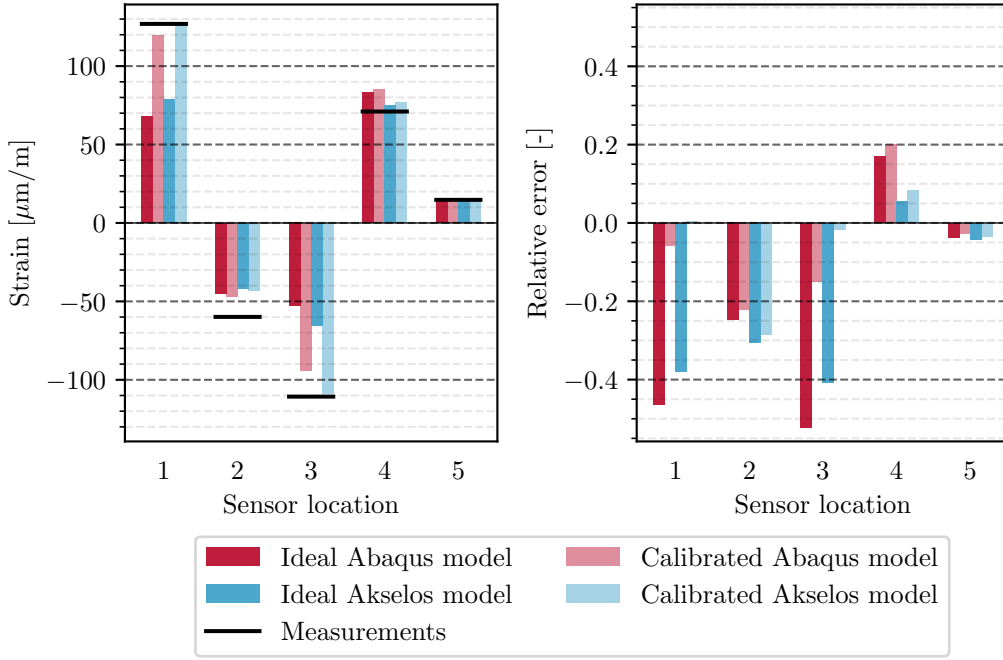 Strain [μm/m]
100
50
0
−50
−100
1 2 3 4 5
Sensor location
Relative error [-]
0.4
0.2
0.0
−0.2
−0.4
1 2 3 4 5
Sensor location
Ideal Abaqus model
Calibrated Abaqus model
Ideal Akselos model
Calibrated Akselos model
Measurements